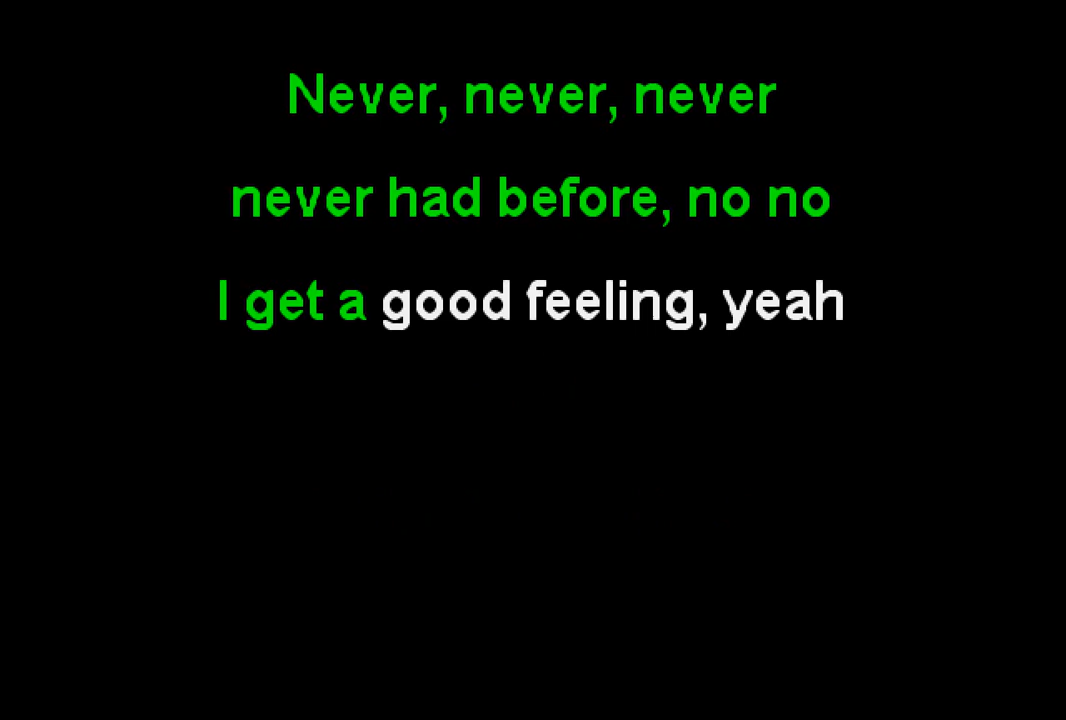 Never, never, never
never had before, no no
I get a good feeling, yeah